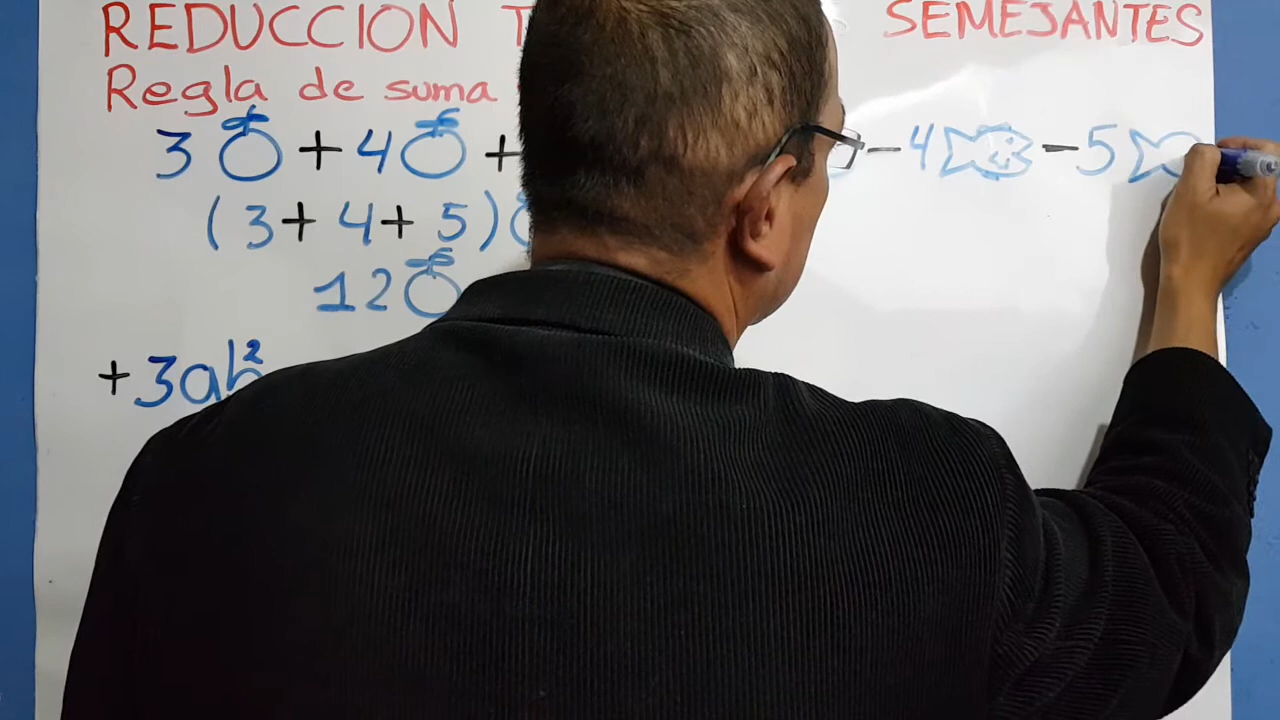 REDUCCION T SEMEJANTES
Regla de suma
3 + 4 + - 4 - 5
(3 + 4 + 5)
12
+ 3ab²